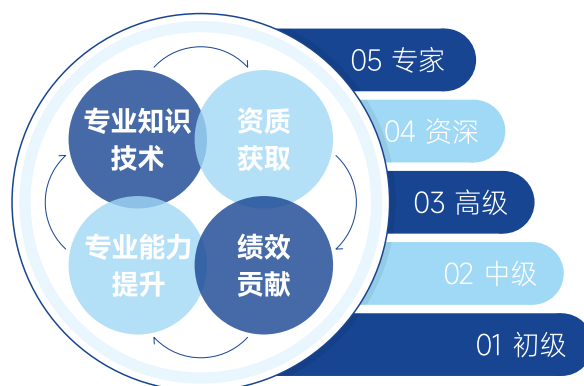 专业知识
技术
资质
获取
专业能力
提升
绩效
贡献
05 专家
04 资深
03 高级
02 中级
01 初级